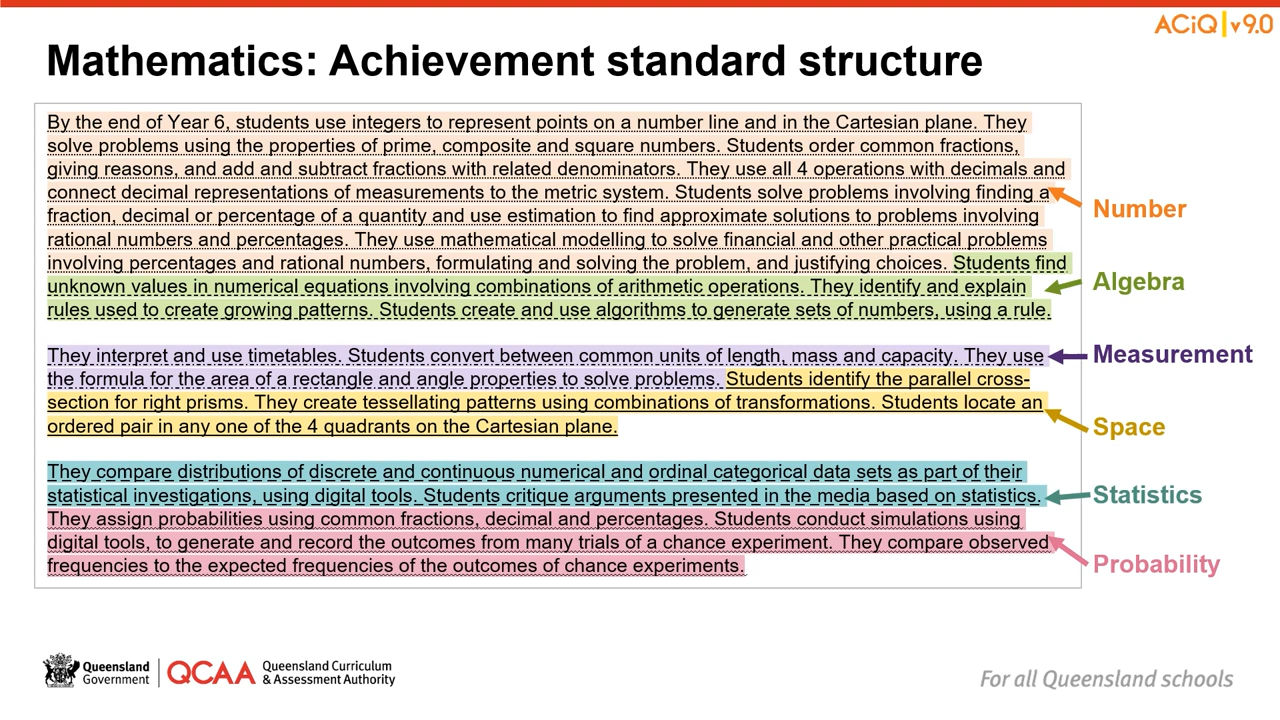 ACiQ v9.0
Mathematics: Achievement standard structure
By the end of Year 6, students use integers to represent points on a number line and in the Cartesian plane. They
solve problems using the properties of prime, composite and square numbers. Students order common fractions,
giving reasons, and add and subtract fractions with related denominators. They use all 4 operations with decimals and
connect decimal representations of measurements to the metric system. Students solve problems involving finding a
fraction, decimal or percentage of a quantity and use estimation to find approximate solutions to problems involving
rational numbers and percentages. They use mathematical modelling to solve financial and other practical problems
involving percentages and rational numbers, formulating and solving the problem, and justifying choices. Students find
unknown values in numerical equations involving combinations of arithmetic operations. They identify and explain
rules used to create growing patterns. Students create and use algorithms to generate sets of numbers, using a rule.
They interpret and use timetables. Students convert between common units of length, mass and capacity. They use
the formula for the area of a rectangle and angle properties to solve problems. Students identify the parallel cross-
section for right prisms. They create tessellating patterns using combinations of transformations. Students locate an
ordered pair in any one of the 4 quadrants on the Cartesian plane.
They compare distributions of discrete and continuous numerical and ordinal categorical data sets as part of their
statistical investigations, using digital tools. Students critique arguments presented in the media based on statistics.
They assign probabilities using common fractions, decimal and percentages. Students conduct simulations using
digital tools, to generate and record the outcomes from many trials of a chance experiment. They compare observed
frequencies to the expected frequencies of the outcomes of chance experiments.
Number
Algebra
Measurement
Space
Statistics
Probability
Queensland
Government
QCAA
Queensland Curriculum
& Assessment Authority
For all Queensland schools